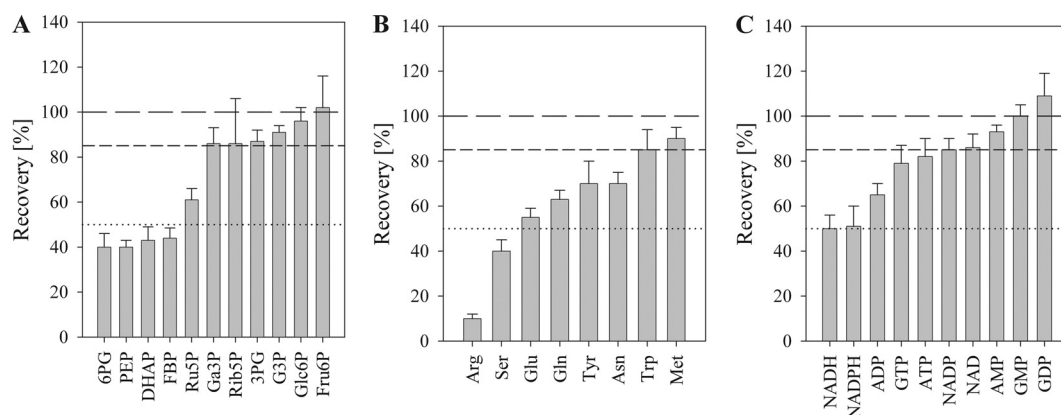 A
Recovery [%]
140
120
100
80
60
40
20
0
6PG
PEP
DHAP
FBP
Ru5P
Ga3P
Rib5P
3PG
G3P
Glc6P
Fru6P
B
Recovery [%]
140
120
100
80
60
40
20
0
Arg
Ser
Glu
Gln
Tyr
Asn
Trp
Met
C
Recovery [%]
140
120
100
80
60
40
20
0
NADH
NADPH
ADP
GTP
ATP
NADP
NAD
AMP
GMP
GDP